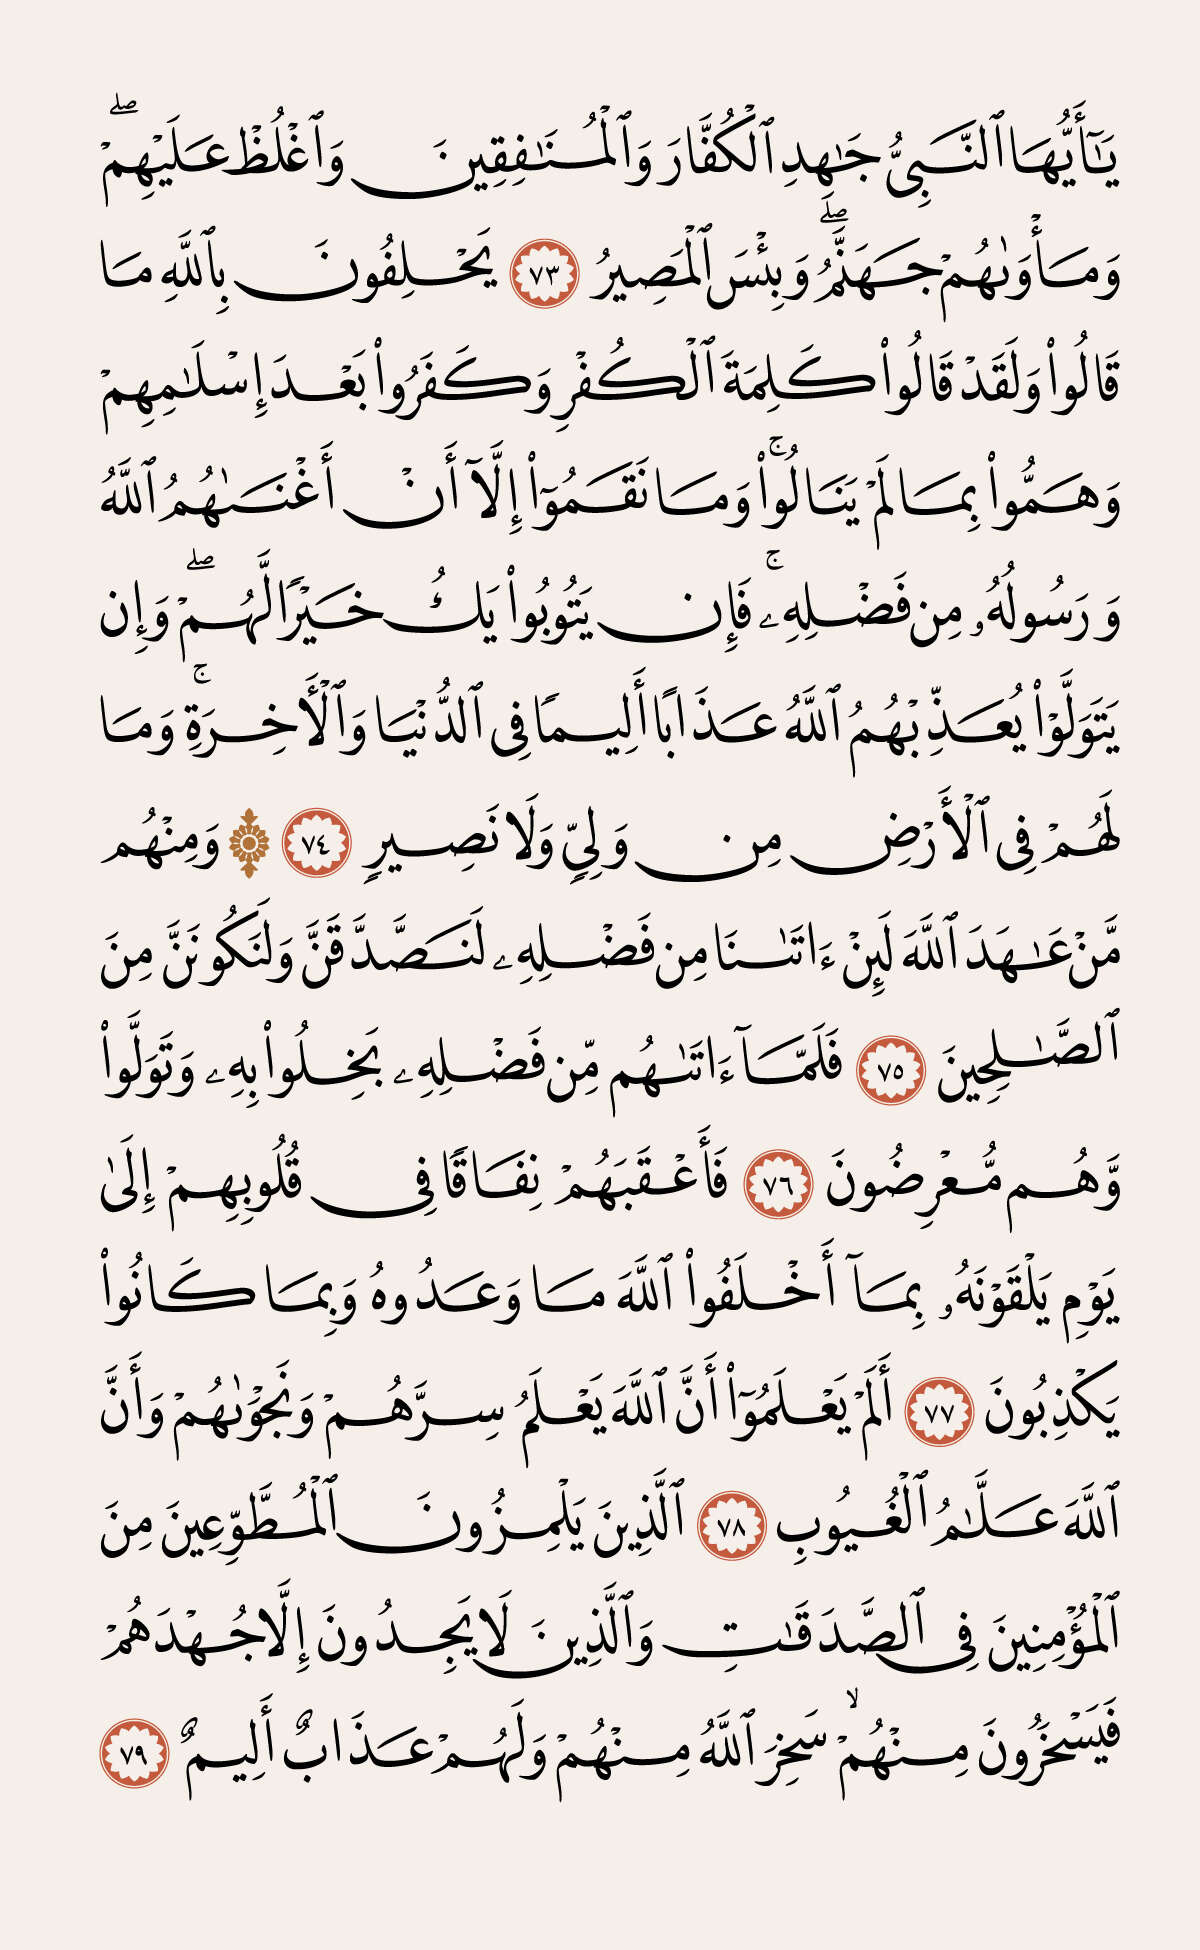 يَـٰٓأَيُّهَا ٱلنَّبِىُّ جَـٰهِدِ ٱلْكُفَّارَ وَٱلْمُنَـٰفِقِينَ وَٱغْلُظْ عَلَيْهِمْ ۖ
وَمَأْوَىٰهُمْ جَهَنَّمُ ۖ وَبِئْسَ ٱلْمَصِيرُ ٧٣ يَحْلِفُونَ بِٱللَّهِ مَا
قَالُوا۟ وَلَقَدْ قَالُوا۟ كَلِمَةَ ٱلْكُفْرِ وَكَفَرُوا۟ بَعْدَ إِسْلَـٰمِهِمْ
وَهَمُّوا۟ بِمَا لَمْ يَنَالُوا۟ ۚ وَمَا نَقَمُوٓا۟ إِلَّآ أَنْ أَغْنَىٰهُمُ ٱللَّهُ
وَرَسُولُهُۥ مِن فَضْلِهِۦ ۚ فَإِن يَتُوبُوا۟ يَكُ خَيْرًا لَّهُمْ ۖ وَإِن
يَتَوَلَّوْا۟ يُعَذِّبْهُمُ ٱللَّهُ عَذَابًا أَلِيمًا فِى ٱلدُّنْيَا وَٱلْأَخِرَةِ ۚ وَمَا
لَهُمْ فِى ٱلْأَرْضِ مِن وَلِىٍّ وَلَا نَصِيرٍ ٧٤ ۞ وَمِنْهُم
مَّنْ عَـٰهَدَ ٱللَّهَ لَئِنْ ءَاتَىٰنَا مِن فَضْلِهِۦ لَنَصَّدَّقَنَّ وَلَنَكُونَنَّ مِنَ
ٱلصَّـٰلِحِينَ ٧٥ فَلَمَّآ ءَاتَىٰهُم مِّن فَضْلِهِۦ بَخِلُوا۟ بِهِۦ وَتَوَلَّوا۟
وَّهُم مُّعْرِضُونَ ٧٦ فَأَعْقَبَهُمْ نِفَاقًا فِى قُلُوبِهِمْ إِلَىٰ
يَوْمِ يَلْقَوْنَهُۥ بِمَآ أَخْلَفُوا۟ ٱللَّهَ مَا وَعَدُوهُ وَبِمَا كَانُوا۟
يَكْذِبُونَ ٧٧ أَلَمْ يَعْلَمُوٓا۟ أَنَّ ٱللَّهَ يَعْلَمُ سِرَّهُمْ وَنَجْوَىٰهُمْ وَأَنَّ
ٱللَّهَ عَلَّـٰمُ ٱلْغُيُوبِ ٧٨ ٱلَّذِينَ يَلْمِزُونَ ٱلْمُطَّوِّعِينَ مِنَ
ٱلْمُؤْمِنِينَ فِى ٱلصَّدَقَـٰتِ وَٱلَّذِينَ لَا يَجِدُونَ إِلَّا جُهْدَهُمْ
فَيَسْخَرُونَ مِنْهُمْ ۙ سَخِرَ ٱللَّهُ مِنْهُمْ وَلَهُمْ عَذَابٌ أَلِيمٌ ٧٩